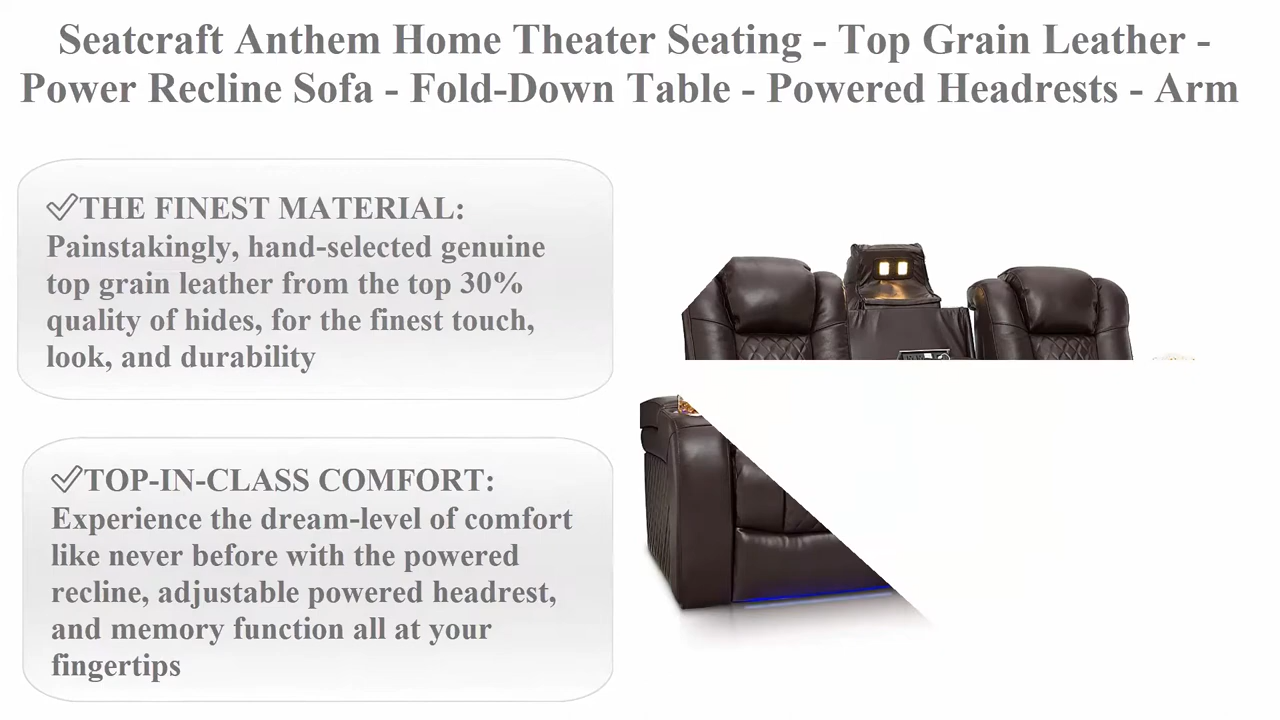 Seatcraft Anthem Home Theater Seating - Top Grain Leather -
Power Recline Sofa - Fold-Down Table - Powered Headrests - Arm
✓THE FINEST MATERIAL:
Painstakingly, hand-selected genuine
top grain leather from the top 30%
quality of hides, for the finest touch,
look, and durability
✓TOP-IN-CLASS COMFORT:
Experience the dream-level of comfort
like never before with the powered
recline, adjustable powered headrest,
and memory function all at your
fingertips